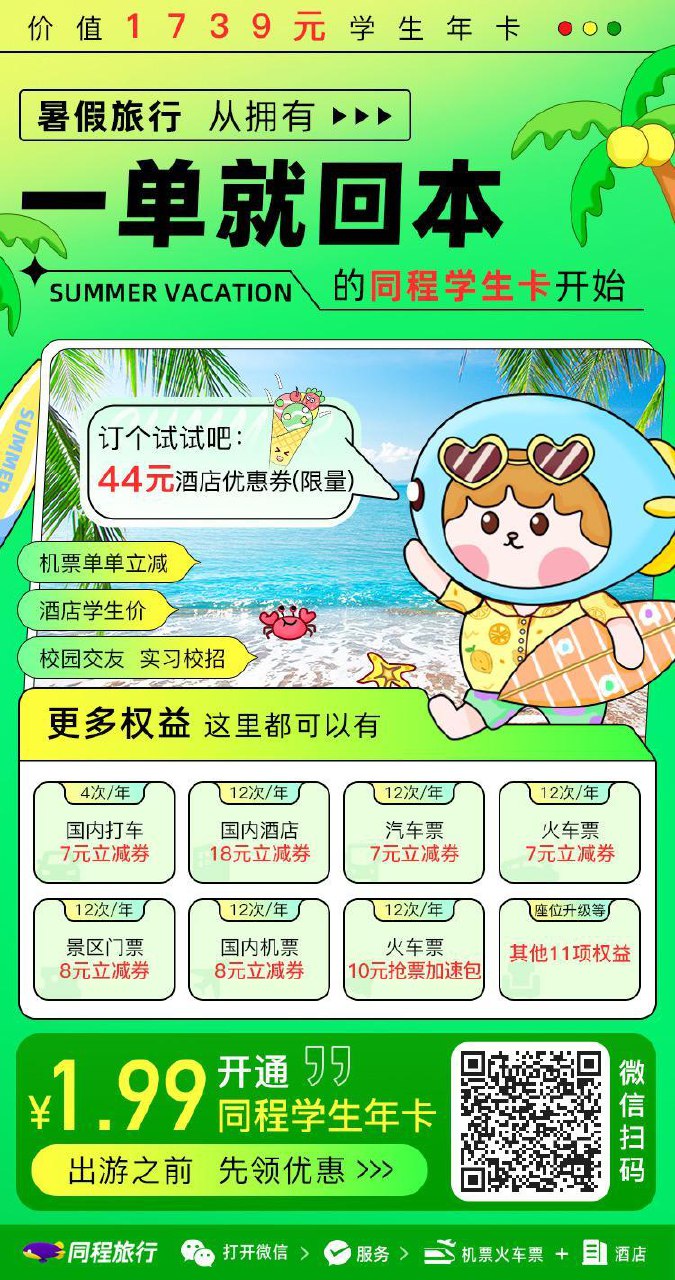 价值1739元学生年卡
暑假旅行 从拥有
一单就回本
SUMMER VACATION
的同程学生卡开始
SUMMER
订个试试吧：
44元酒店优惠券(限量)
机票单单立减
酒店学生价
校园交友 实习校招
更多权益 这里都可以有
4次/年
国内打车
7元立减券
12次/年
国内酒店
18元立减券
12次/年
汽车票
7元立减券
12次/年
火车票
7元立减券
12次/年
景区门票
8元立减券
12次/年
国内机票
8元立减券
12次/年
火车票
10元抢票加速包
座位升级等
其他11项权益
¥1.99 开通
同程学生年卡
出游之前 先领优惠 >>>
微信扫码
同程旅行 打开微信 > 服务 > 机票火车票 + 酒店